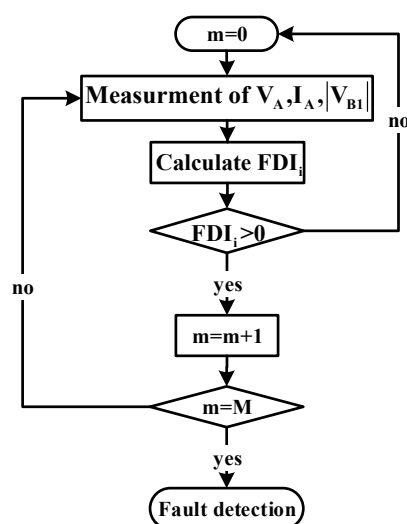 m=0
Measurment of V_A,I_A,|V_B1|
Calculate FDI_i
FDI_i>0
no
yes
m=m+1
no
m=M
yes
Fault detection